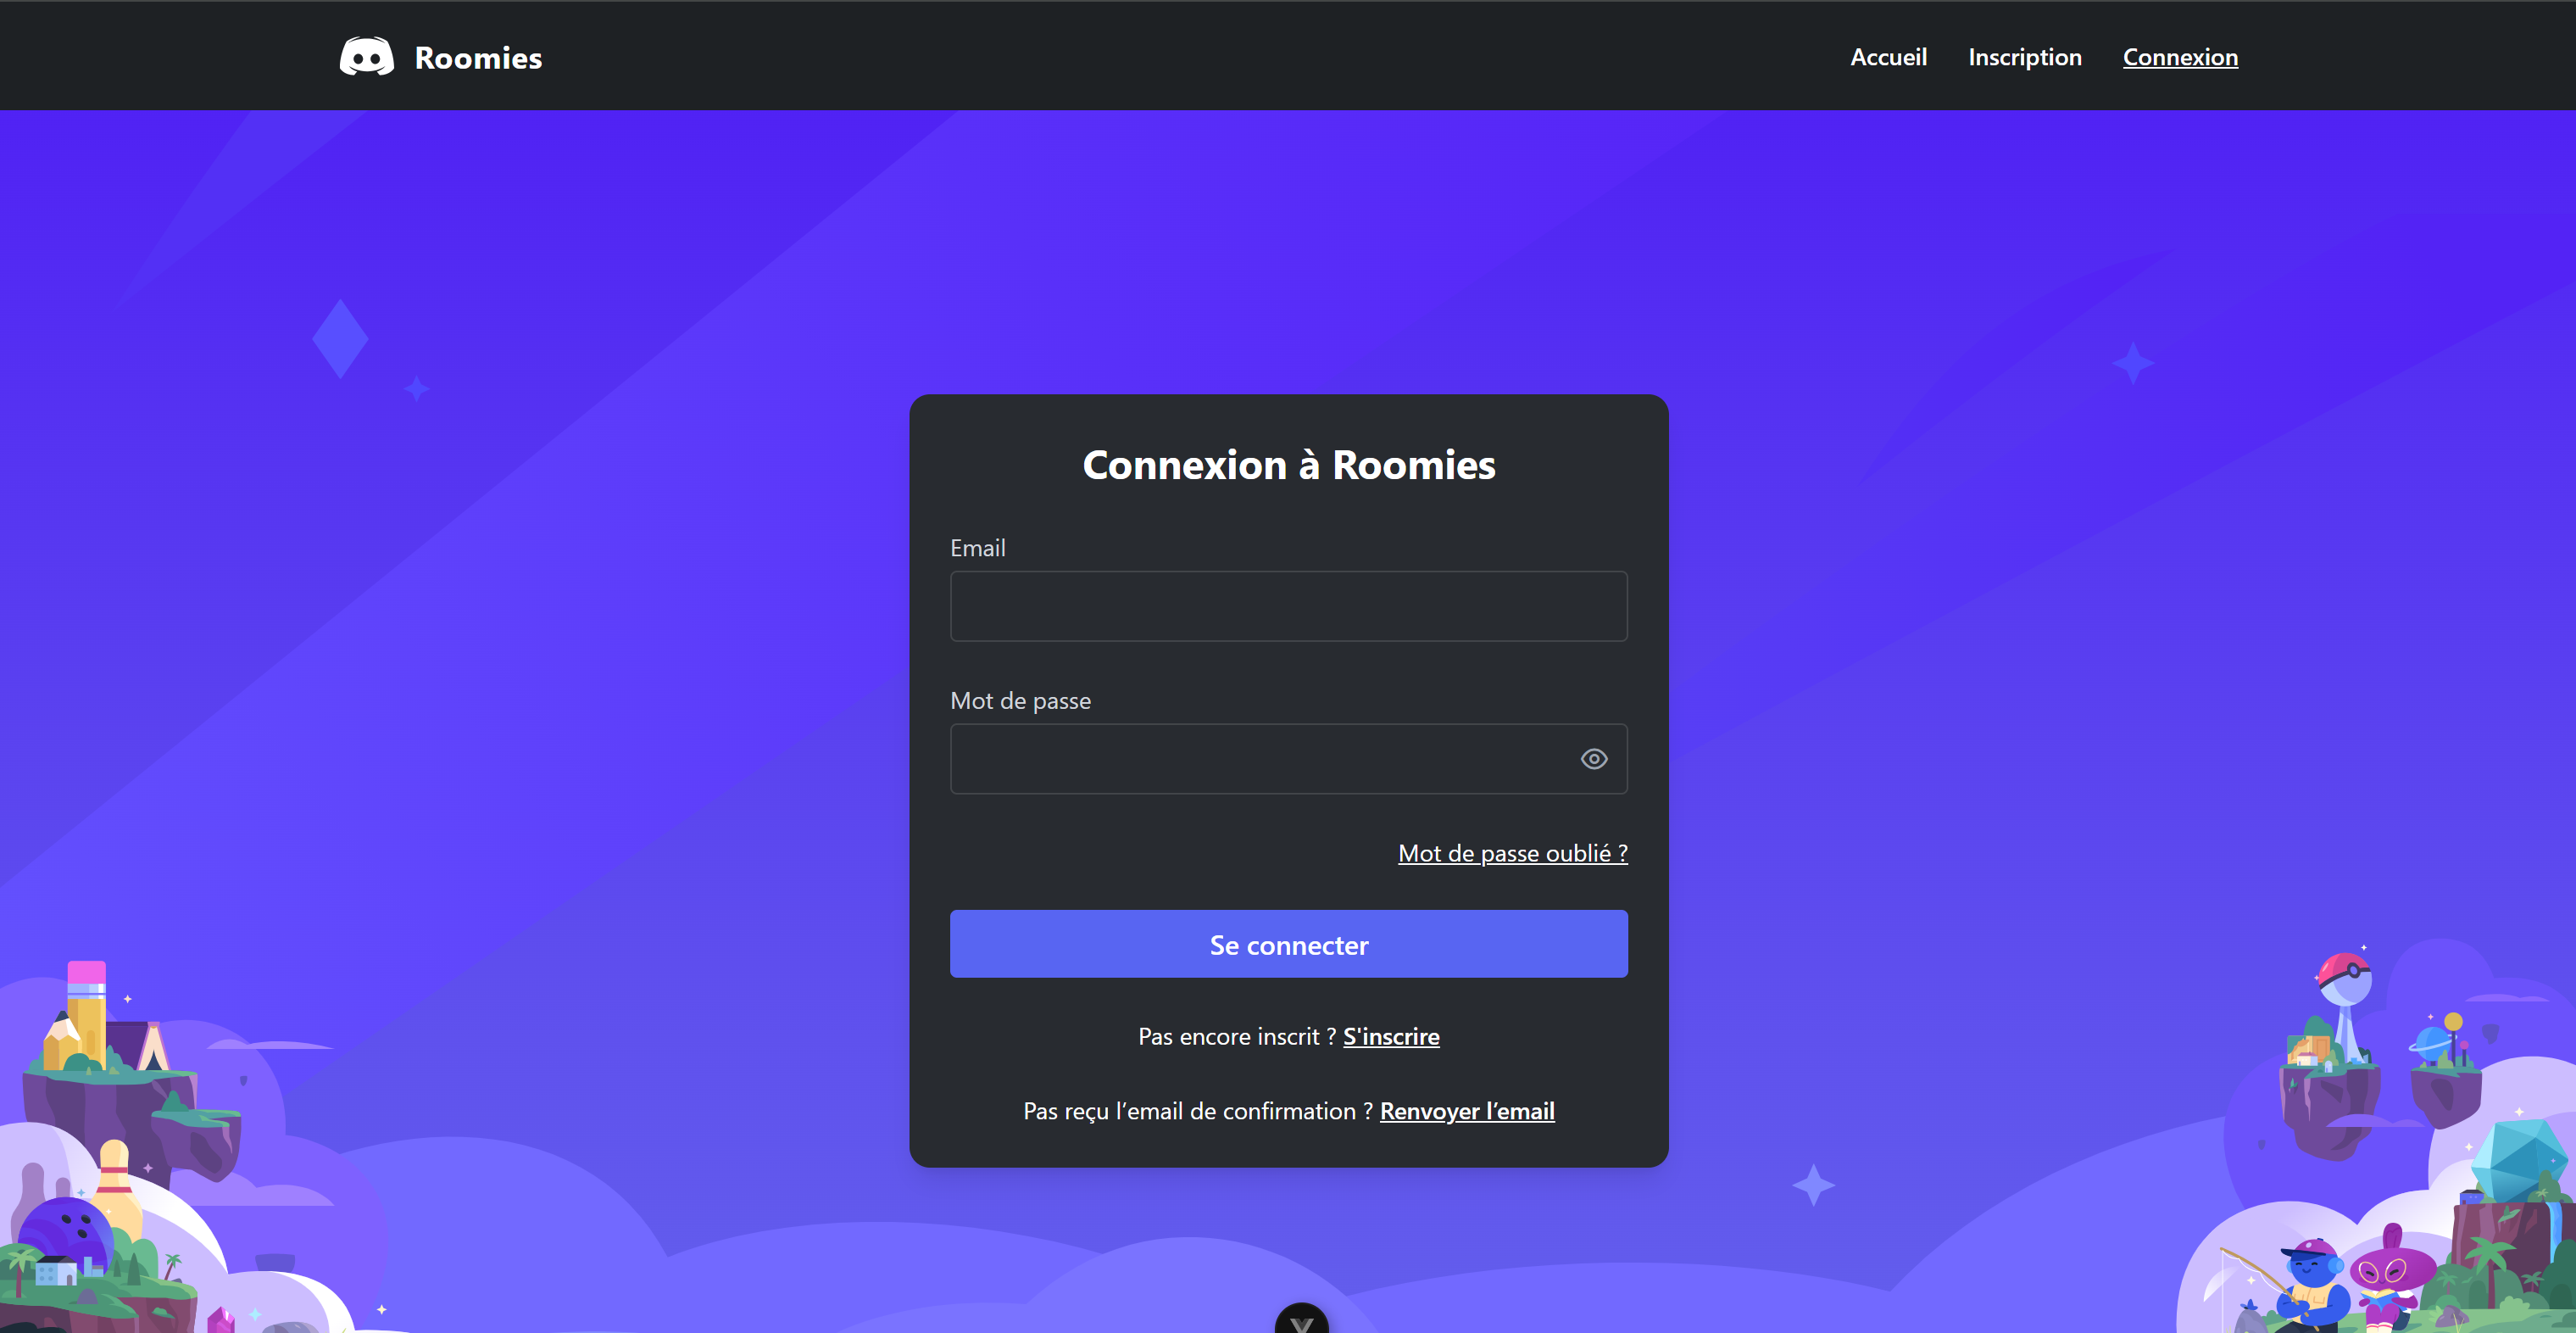 Roomies
Accueil
Inscription
Connexion
Connexion à Roomies
Email
Mot de passe
Mot de passe oublié ?
Se connecter
Pas encore inscrit ? S'inscrire
Pas reçu l’email de confirmation ? Renvoyer l’email